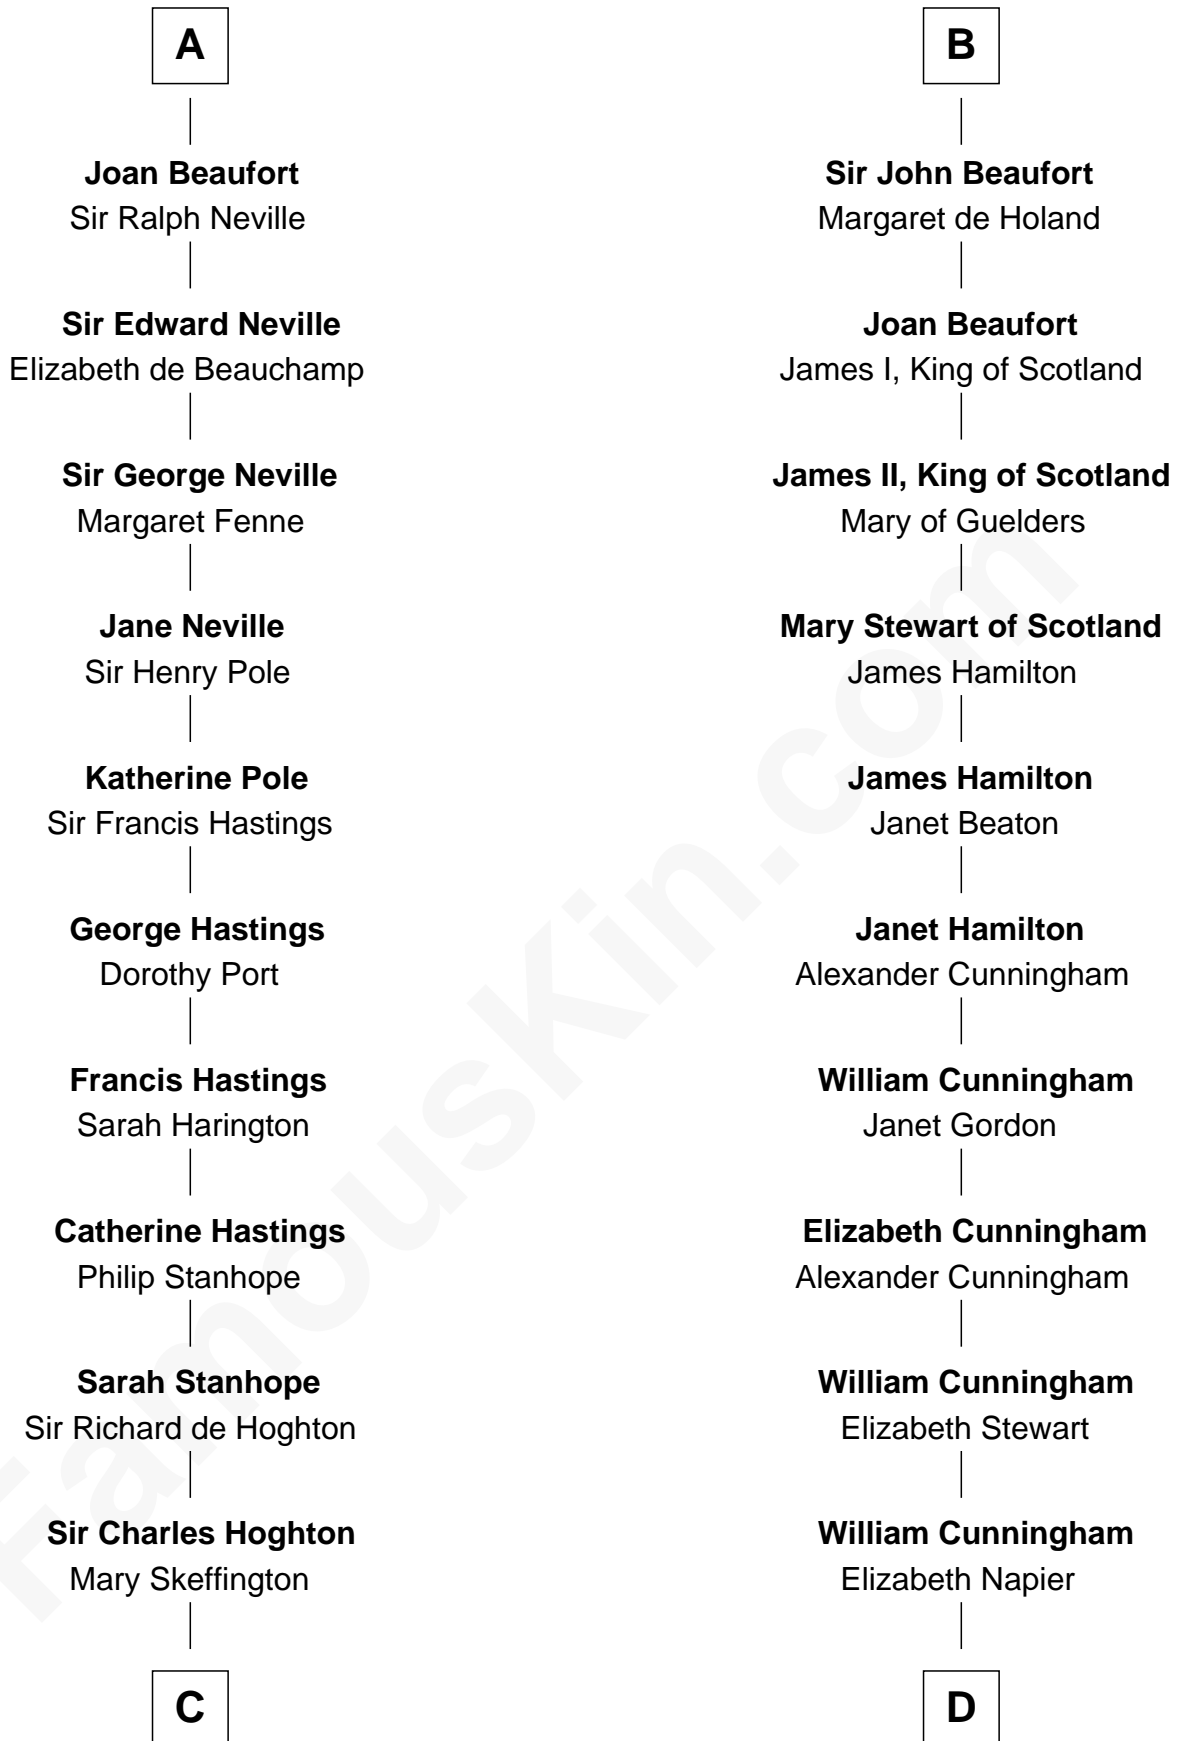 A
Joan Beaufort
Sir Ralph Neville
Sir Edward Neville
Elizabeth de Beauchamp
Sir George Neville
Margaret Fenne
Jane Neville
Sir Henry Pole
Katherine Pole
Sir Francis Hastings
George Hastings
Dorothy Port
Francis Hastings
Sarah Harington
Catherine Hastings
Philip Stanhope
Sarah Stanhope
Sir Richard de Hoghton
Sir Charles Hoghton
Mary Skeffington
C
B
Sir John Beaufort
Margaret de Holand
Joan Beaufort
James I, King of Scotland
James II, King of Scotland
Mary of Guelders
Mary Stewart of Scotland
James Hamilton
James Hamilton
Janet Beaton
Janet Hamilton
Alexander Cunningham
William Cunningham
Janet Gordon
Elizabeth Cunningham
Alexander Cunningham
William Cunningham
Elizabeth Stewart
William Cunningham
Elizabeth Napier
D
FamousKin.com